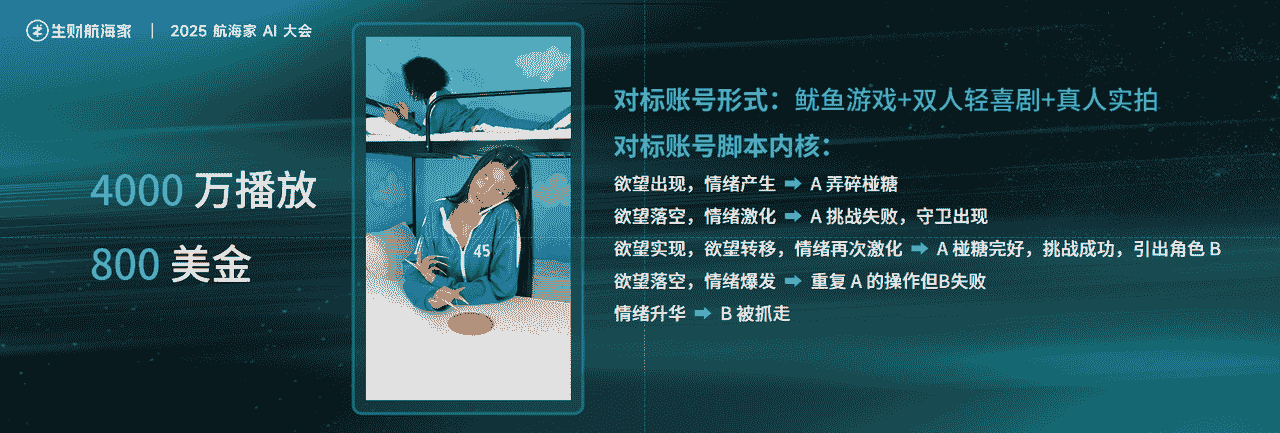 生财航海家 | 2025 航海家 AI 大会
4000 万播放
800 美金
45
对标账号形式：鱿鱼游戏+双人轻喜剧+真人实拍
对标账号脚本内核：
欲望出现，情绪产生 ➡ A 弄碎椪糖
欲望落空，情绪激化 ➡ A 挑战失败，守卫出现
欲望实现，欲望转移，情绪再次激化 ➡ A 椪糖完好，挑战成功，引出角色 B
欲望落空，情绪爆发 ➡ 重复 A 的操作但B失败
情绪升华 ➡ B 被抓走